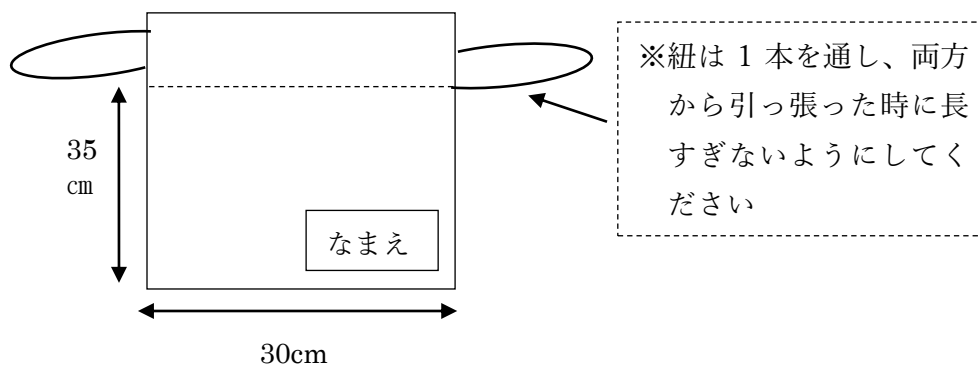 ※紐は 1 本を通し、両方
から引っ張った時に長
すぎないようにしてく
ださい
35
㎝
なまえ
30cm